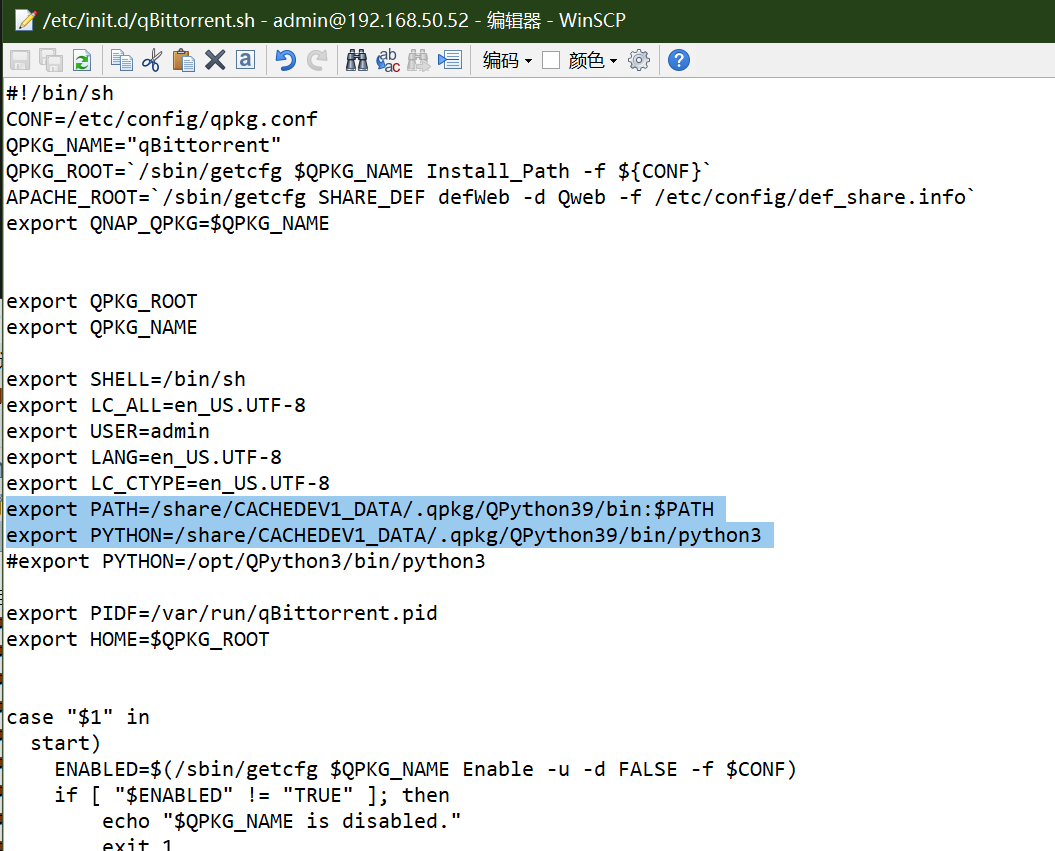 /etc/init.d/qBittorrent.sh - admin@192.168.50.52 - 编辑器 - WinSCP
编码 颜色
#!/bin/sh
CONF=/etc/config/qpkg.conf
QPKG_NAME="qBittorrent"
QPKG_ROOT=`/sbin/getcfg $QPKG_NAME Install_Path -f ${CONF}`
APACHE_ROOT=`/sbin/getcfg SHARE_DEF defWeb -d Qweb -f /etc/config/def_share.info`
export QNAP_QPKG=$QPKG_NAME
export QPKG_ROOT
export QPKG_NAME
export SHELL=/bin/sh
export LC_ALL=en_US.UTF-8
export USER=admin
export LANG=en_US.UTF-8
export LC_CTYPE=en_US.UTF-8
export PATH=/share/CACHEDEV1_DATA/.qpkg/QPython39/bin:$PATH
export PYTHON=/share/CACHEDEV1_DATA/.qpkg/QPython39/bin/python3
#export PYTHON=/opt/QPython3/bin/python3
export PIDF=/var/run/qBittorrent.pid
export HOME=$QPKG_ROOT
case "$1" in
start)
ENABLED=$(/sbin/getcfg $QPKG_NAME Enable -u -d FALSE -f $CONF)
if [ "$ENABLED" != "TRUE" ]; then
echo "$QPKG_NAME is disabled."
exit 1